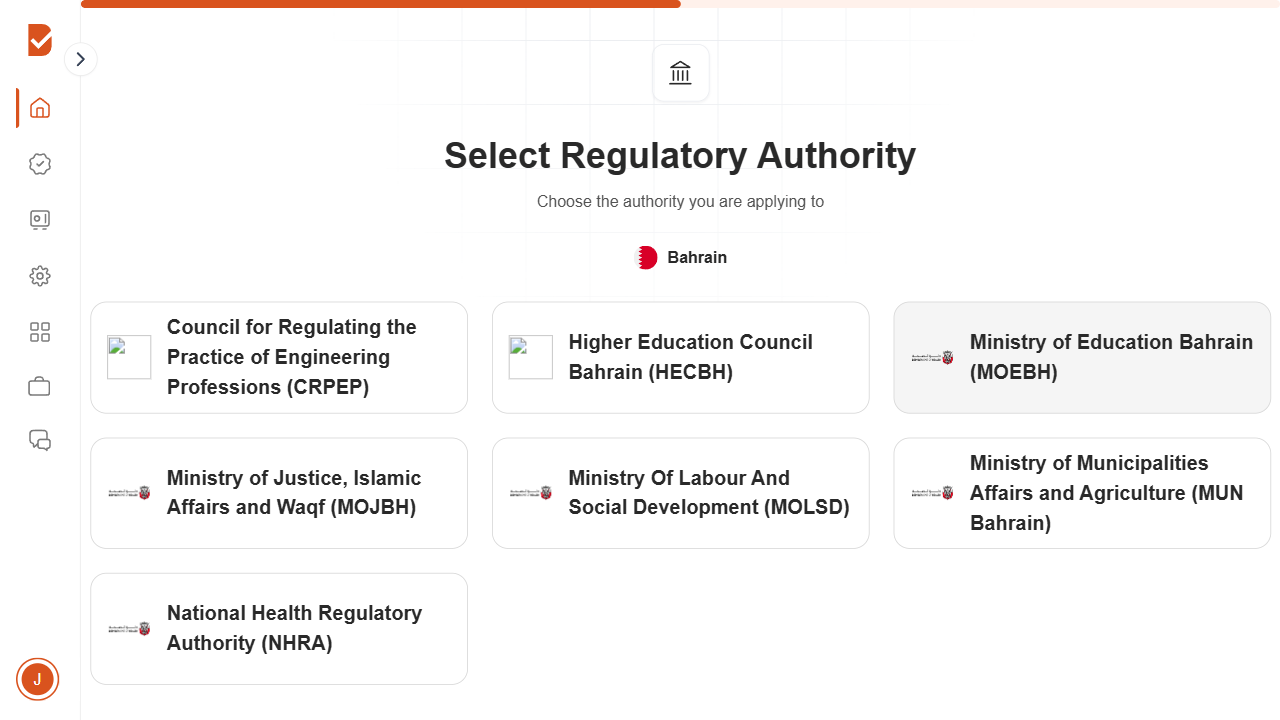 Select Regulatory Authority
Choose the authority you are applying to
Bahrain
Council for Regulating the
Practice of Engineering
Professions (CRPEP)
Higher Education Council
Bahrain (HECBH)
Ministry of Education Bahrain
(MOEBH)
Ministry of Justice, Islamic
Affairs and Waqf (MOJBH)
Ministry Of Labour And
Social Development (MOLSD)
Ministry of Municipalities
Affairs and Agriculture (MUN
Bahrain)
National Health Regulatory
Authority (NHRA)
J